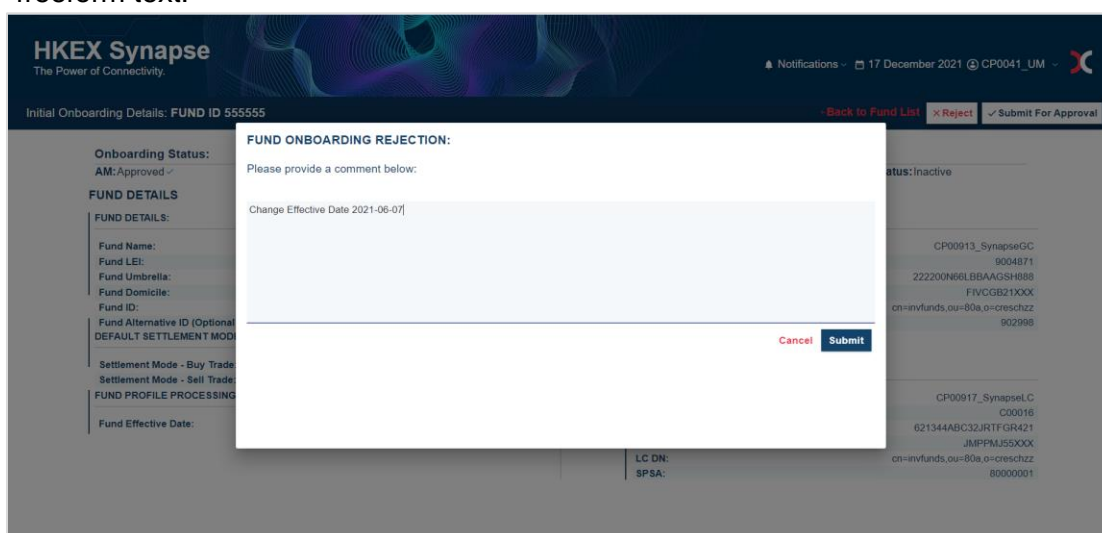 freeform text.
HKEX Synapse
The Power of Connectivity.
Notifications 17 December 2021 CP0041_UM
Initial Onboarding Details: FUND ID 555555
Back to Fund List × Reject ✓ Submit For Approval
FUND ONBOARDING REJECTION:
Please provide a comment below:
Change Effective Date 2021-06-07
Cancel Submit
Onboarding Status:
AM: Approved ✓
atus: Inactive
FUND DETAILS
FUND DETAILS:
Fund Name:
Fund LEI:
Fund Umbrella:
Fund Domicile:
Fund ID:
Fund Alternative ID (Optional
DEFAULT SETTLEMENT MOD
Settlement Mode - Buy Trade
Settlement Mode - Sell Trade:
FUND PROFILE PROCESSING
Fund Effective Date:
CP00913_SynapseGC
9004871
222200N66LBBAAGSH888
FIVCGB21XXX
cn=invfunds,ou=80a,o=creschzz
902998
CP00917_SynapseLC
C00016
621344ABC32JRTFGR421
JMPPMJ55XXX
LC DN: cn=invfunds,ou=80a,o=creschzz
SPSA: 80000001